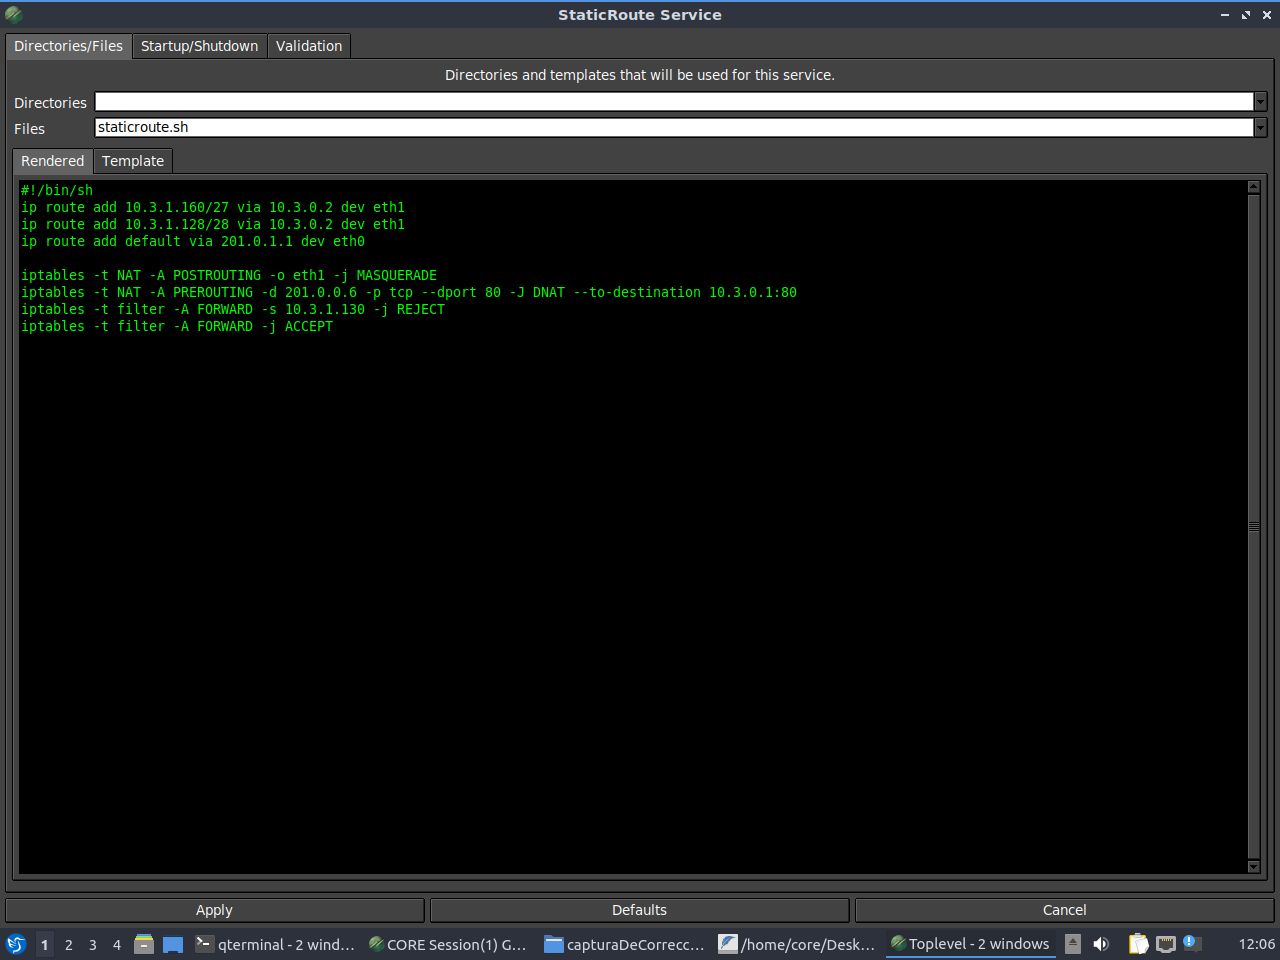 StaticRoute Service
Directories/Files Startup/Shutdown Validation
Directories and templates that will be used for this service.
Directories
Files staticroute.sh
Rendered Template
#!/bin/sh
ip route add 10.3.1.160/27 via 10.3.0.2 dev eth1
ip route add 10.3.1.128/28 via 10.3.0.2 dev eth1
ip route add default via 201.0.1.1 dev eth0
iptables -t NAT -A POSTROUTING -o eth1 -j MASQUERADE
iptables -t NAT -A PREROUTING -d 201.0.0.6 -p tcp --dport 80 -J DNAT --to-destination 10.3.0.1:80
iptables -t filter -A FORWARD -s 10.3.1.130 -j REJECT
iptables -t filter -A FORWARD -j ACCEPT
Apply Defaults Cancel
1 2 3 4 qterminal - 2 wind... CORE Session(1) G... capturaDeCorrecc... /home/core/Desk... Toplevel - 2 windows 12:06